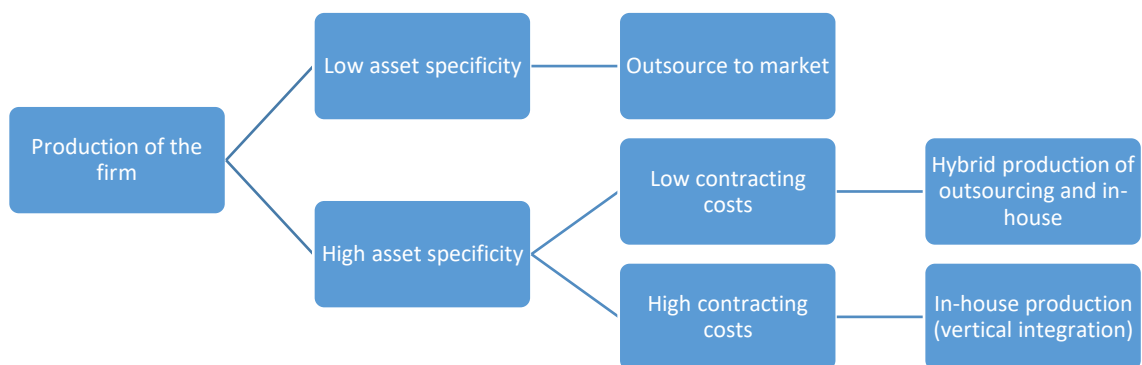 Low asset specificity
Outsource to market
Production of the
firm
Low contracting
costs
Hybrid production of
outsourcing and in-
house
High asset specificity
High contracting
costs
In-house production
(vertical integration)